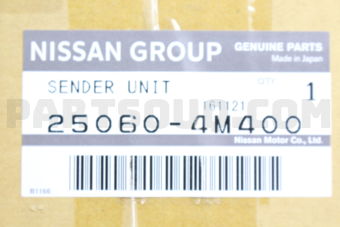 NISSAN GROUP
GENUINE PARTS
Made in Japan
SENDER UNIT
QTY.
1
161121
25060-4M400
Nissan Motor Co., Ltd.
B1166
PARTSOUQ.COM